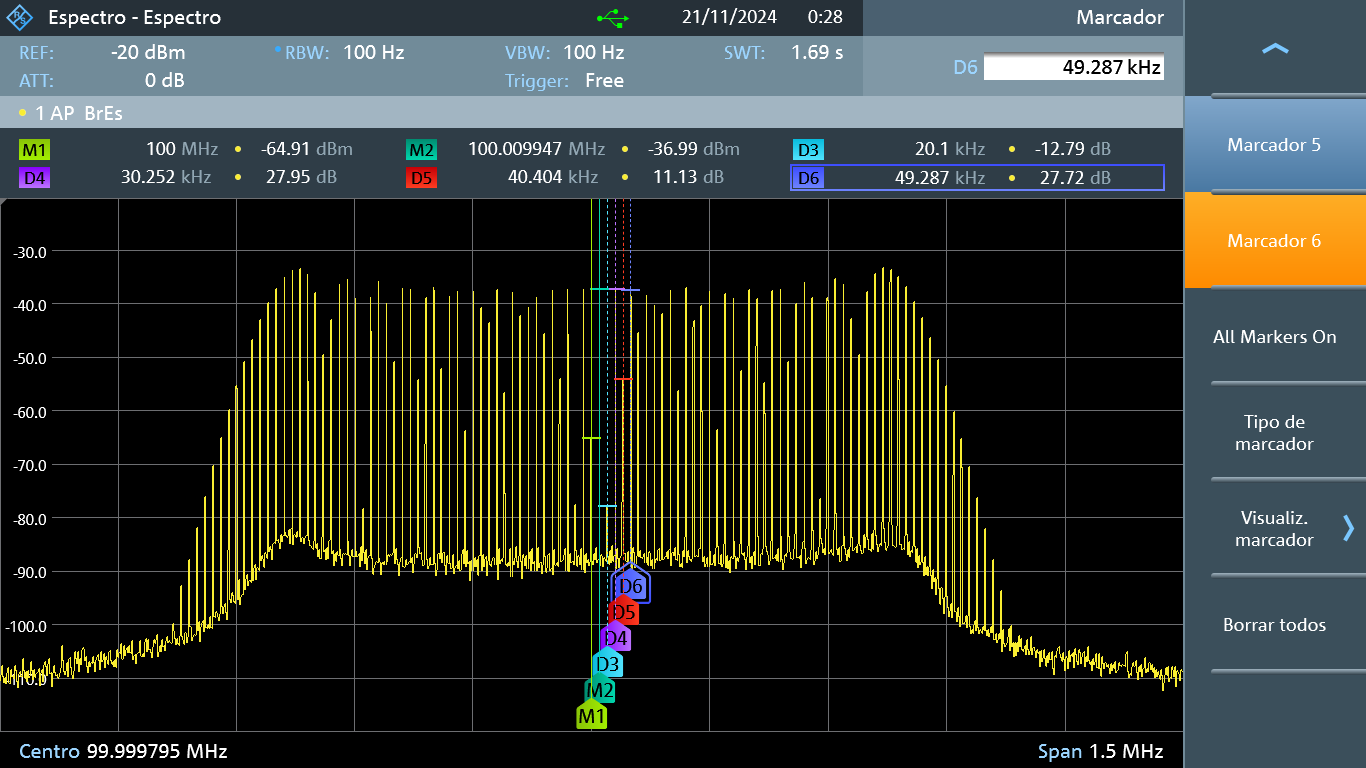 Espectro - Espectro 21/11/2024 0:28 Marcador
REF: -20 dBm RBW: 100 Hz VBW: 100 Hz SWT: 1.69 s D6 49.287 kHz
ATT: 0 dB Trigger: Free
1 AP BrEs
M1 100 MHz • -64.91 dBm M2 100.009947 MHz • -36.99 dBm D3 20.1 kHz • -12.79 dB
D4 30.252 kHz • 27.95 dB D5 40.404 kHz • 11.13 dB D6 49.287 kHz • 27.72 dB
-30.0
-40.0
-50.0
-60.0
-70.0
-80.0
-90.0
-100.0
D6
D5
D4
D3
M2
M1
Centro 99.999795 MHz Span 1.5 MHz
Marcador 5
Marcador 6
All Markers On
Tipo de
marcador
Visualiz.
marcador
Borrar todos